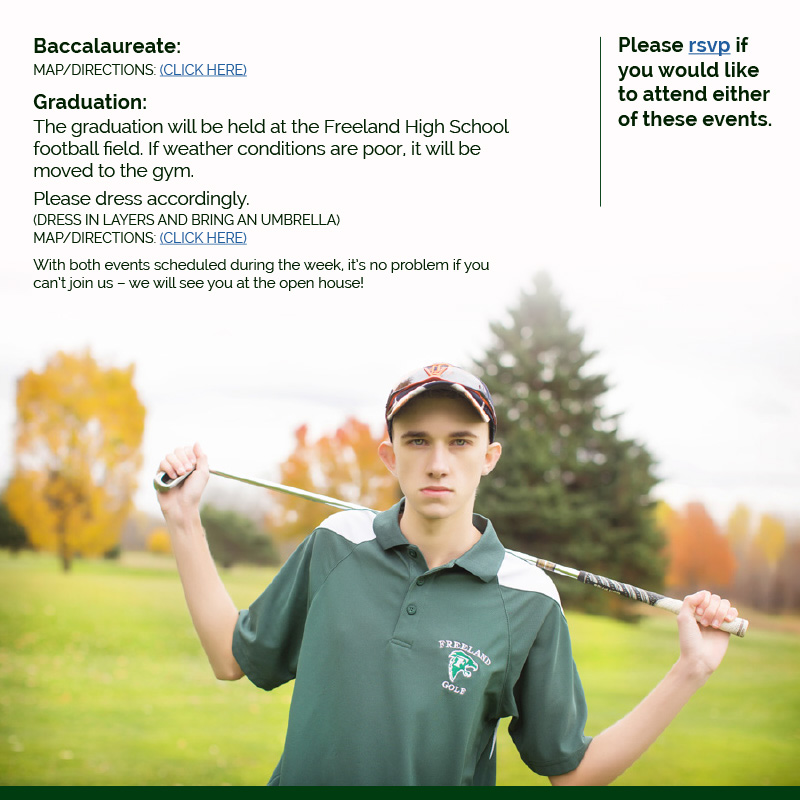 Baccalaureate:
MAP/DIRECTIONS: (CLICK HERE)
Graduation:
The graduation will be held at the Freeland High School
football field. If weather conditions are poor, it will be
moved to the gym.
Please dress accordingly.
(DRESS IN LAYERS AND BRING AN UMBRELLA)
MAP/DIRECTIONS: (CLICK HERE)
With both events scheduled during the week, it's no problem if you
can't join us – we will see you at the open house!
Please rsvp if
you would like
to attend either
of these events.
FREELAND
F
GOLF